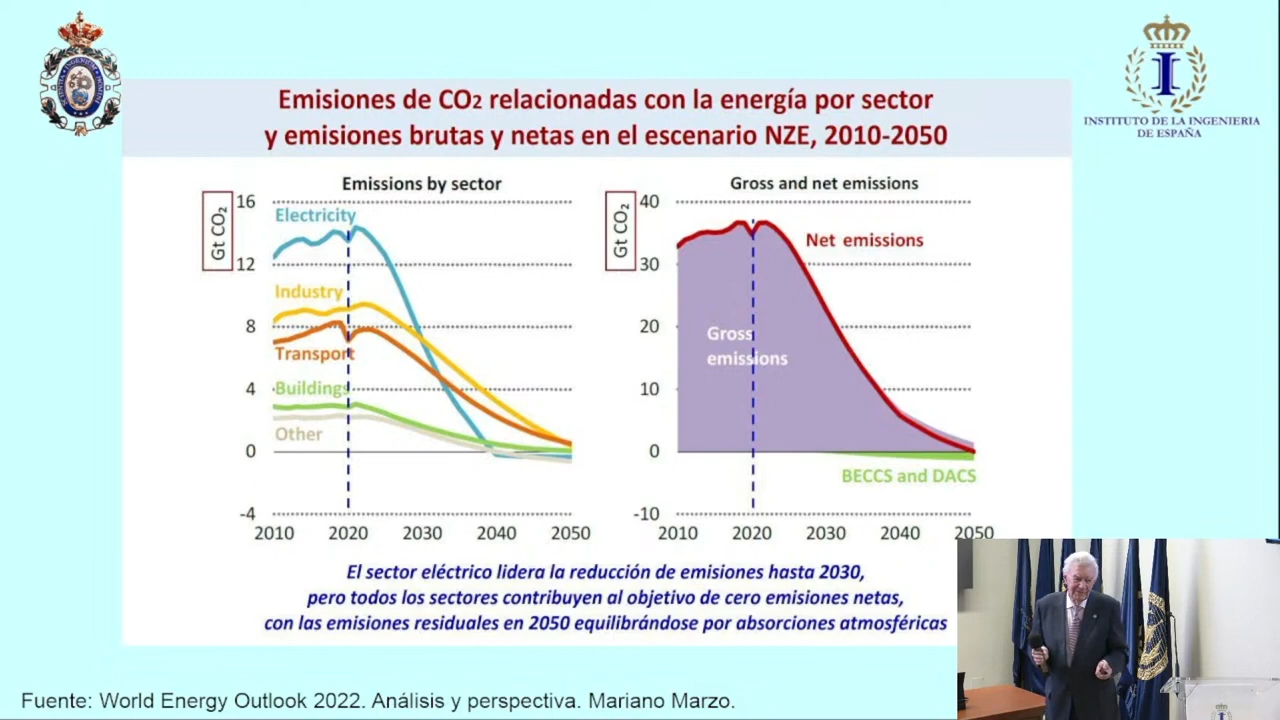 INSTITUTO DE LA INGENIERIA
DE ESPAÑA
Emisiones de CO2 relacionadas con la energía por sector
y emisiones brutas y netas en el escenario NZE, 2010-2050
Emissions by sector
Gt CO₂
16
12
8
4
0
-4
Electricity
Industry
Transport
Buildings
Other
2010 2020 2030 2040 2050
Gross and net emissions
Gt CO₂
40
30
20
10
0
-10
Net emissions
Gross
emissions
BECCS and DACS
2010 2020 2030 2040 2050
El sector eléctrico lidera la reducción de emisiones hasta 2030,
pero todos los sectores contribuyen al objetivo de cero emisiones netas,
con las emisiones residuales en 2050 equilibrándose por absorciones atmosféricas
Fuente: World Energy Outlook 2022. Análisis y perspectiva. Mariano Marzo.